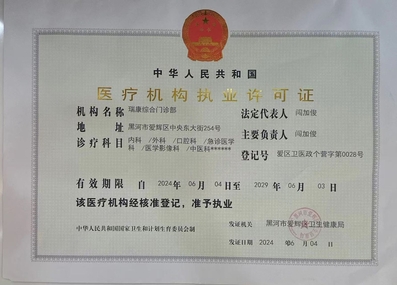 中华人民共和国
医疗机构执业许可证
机构名称 瑞康综合门诊部 法定代表人 闫加俊
地址 黑河市爱辉区中央东大街254号 主要负责人 闫加俊
诊疗科目 内科 /外科 /口腔科 /急诊医学科 /医学影像科 /中医科****** 登记号 爱区卫医政个管字第0028号
有效期限 自 2024 年 06 月 04 日至 2029 年 06 月 03 日
该医疗机构经核准登记，准予执业
中华人民共和国国家卫生和计划生育委员会制 发证机关 黑河市爱辉区卫生健康局
发证日期 2024 年 06 月 04 日